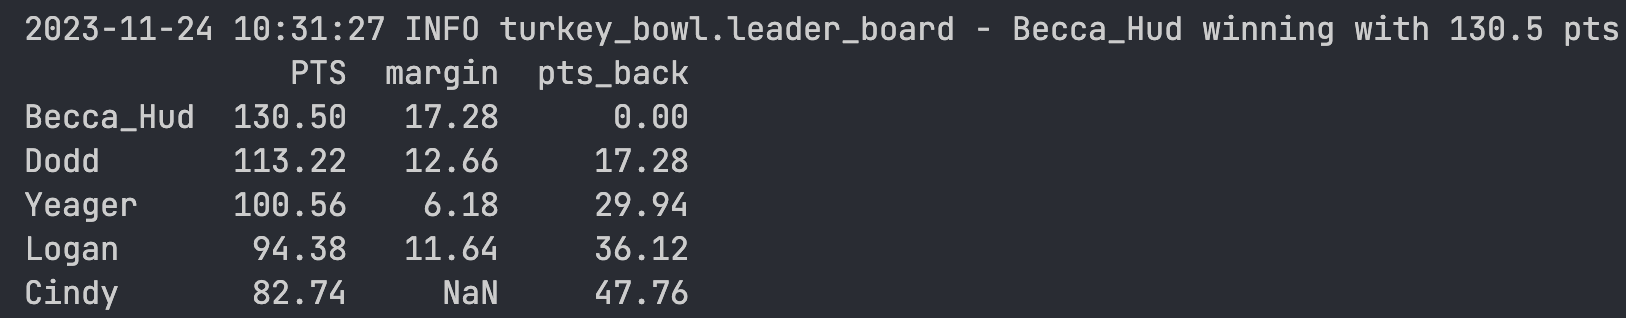 2023-11-24 10:31:27 INFO turkey_bowl.leader_board - Becca_Hud winning with 130.5 pts
PTS margin pts_back
Becca_Hud 130.50 17.28 0.00
Dodd 113.22 12.66 17.28
Yeager 100.56 6.18 29.94
Logan 94.38 11.64 36.12
Cindy 82.74 NaN 47.76